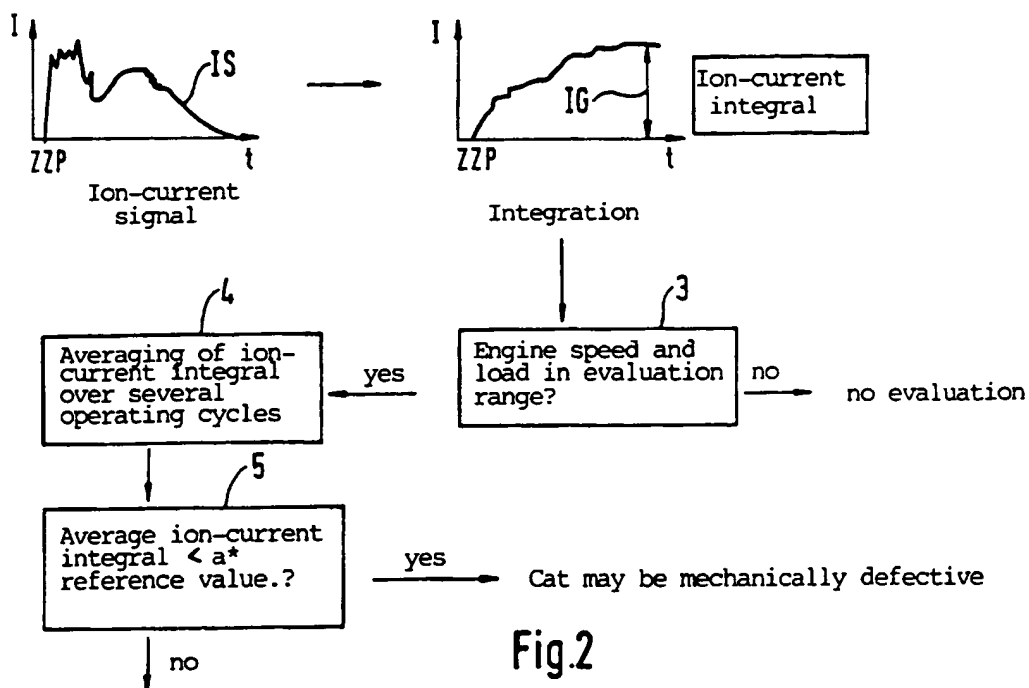 I
IS
ZZP
t
Ion-current
signal
I
IG
ZZP
t
Ion-current
integral
Integration
3
Engine speed and
load in evaluation
range?
no
no evaluation
yes
4
Averaging of ion-
current integral
over several
operating cycles
5
Average ion-current
integral < a*
reference value.?
yes
Cat may be mechanically defective
no
Fig.2